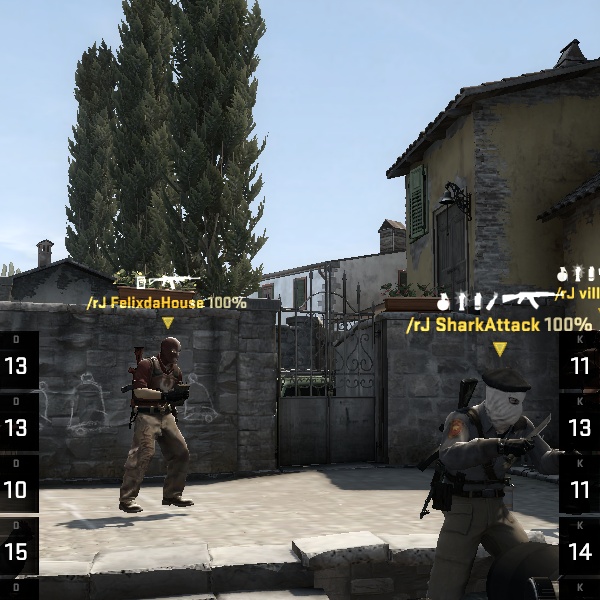 /rJ FelixdaHouse 100%
/rJ SharkAttack 100%
/rJ vill
D
13
D
13
D
10
D
15
D
K
11
K
13
K
11
K
14
K